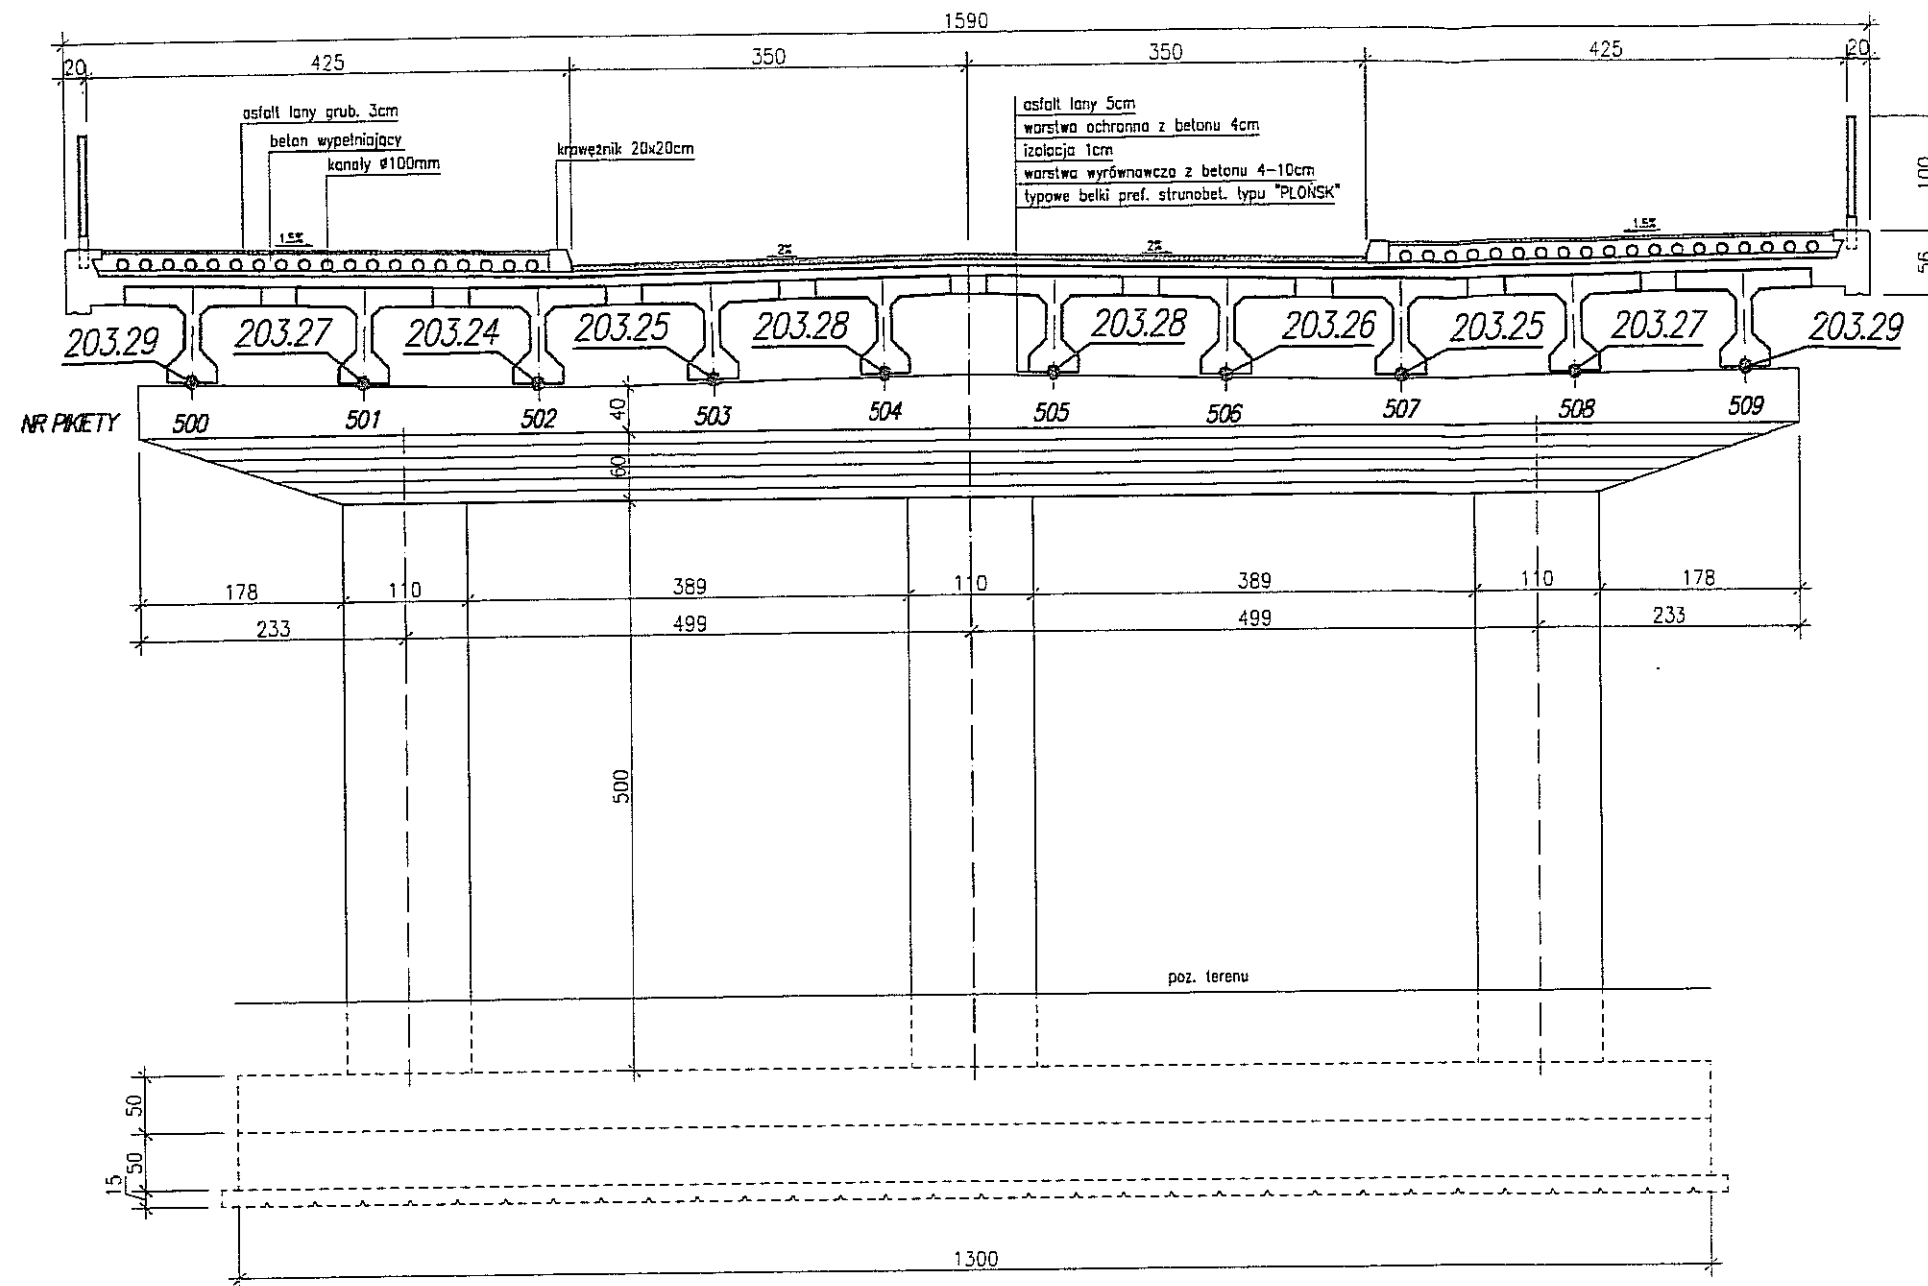 1590
20 425 350 350 425 20
asfalt lany grub. 3cm
beton wypełniający
kanały ø100mm
krawężnik 20x20cm
asfalt lany 5cm
warstwa ochronna z betonu 4cm
izolacja 1cm
warstwa wyrównawcza z betonu 4-10cm
typowe belki pref. strunobet. typu "PŁOŃSK"
100
56
1.5% 2% 2% 1.5%
203.29 203.27 203.24 203.25 203.28 203.28 203.26 203.25 203.27 203.29
NR PIKIETY 500 501 502 503 504 505 506 507 508 509
40
60
178 110 389 110 389 110 178
233 499 499 233
500
poz. terenu
50
50
15
1300